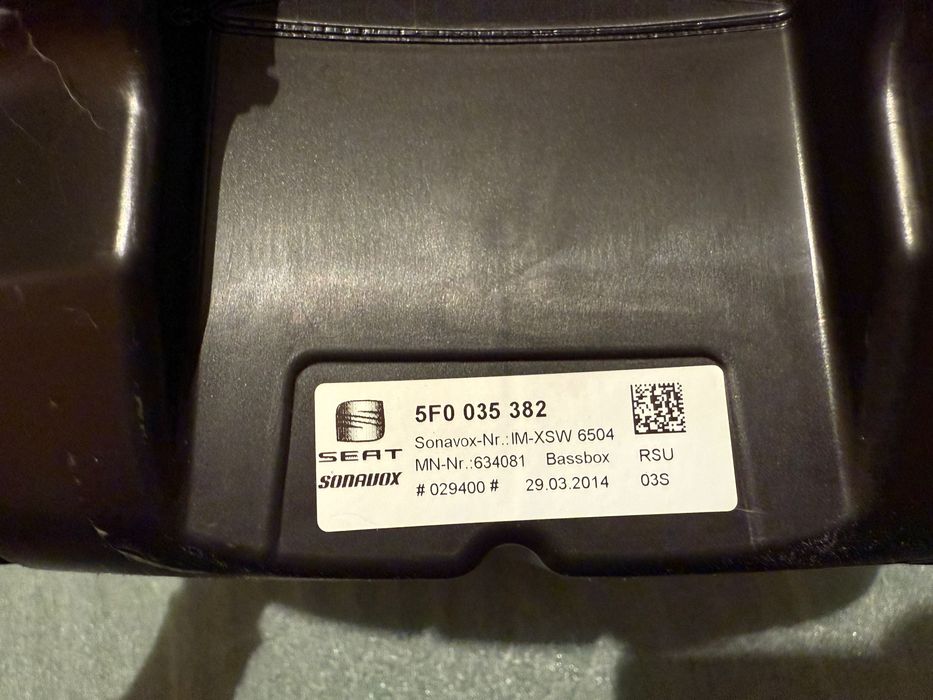 5F0 035 382
Sonavox-Nr.:IM-XSW 6504
SEAT
MN-Nr.:634081 Bassbox RSU
SONAVOX
# 029400 # 29.03.2014 03S